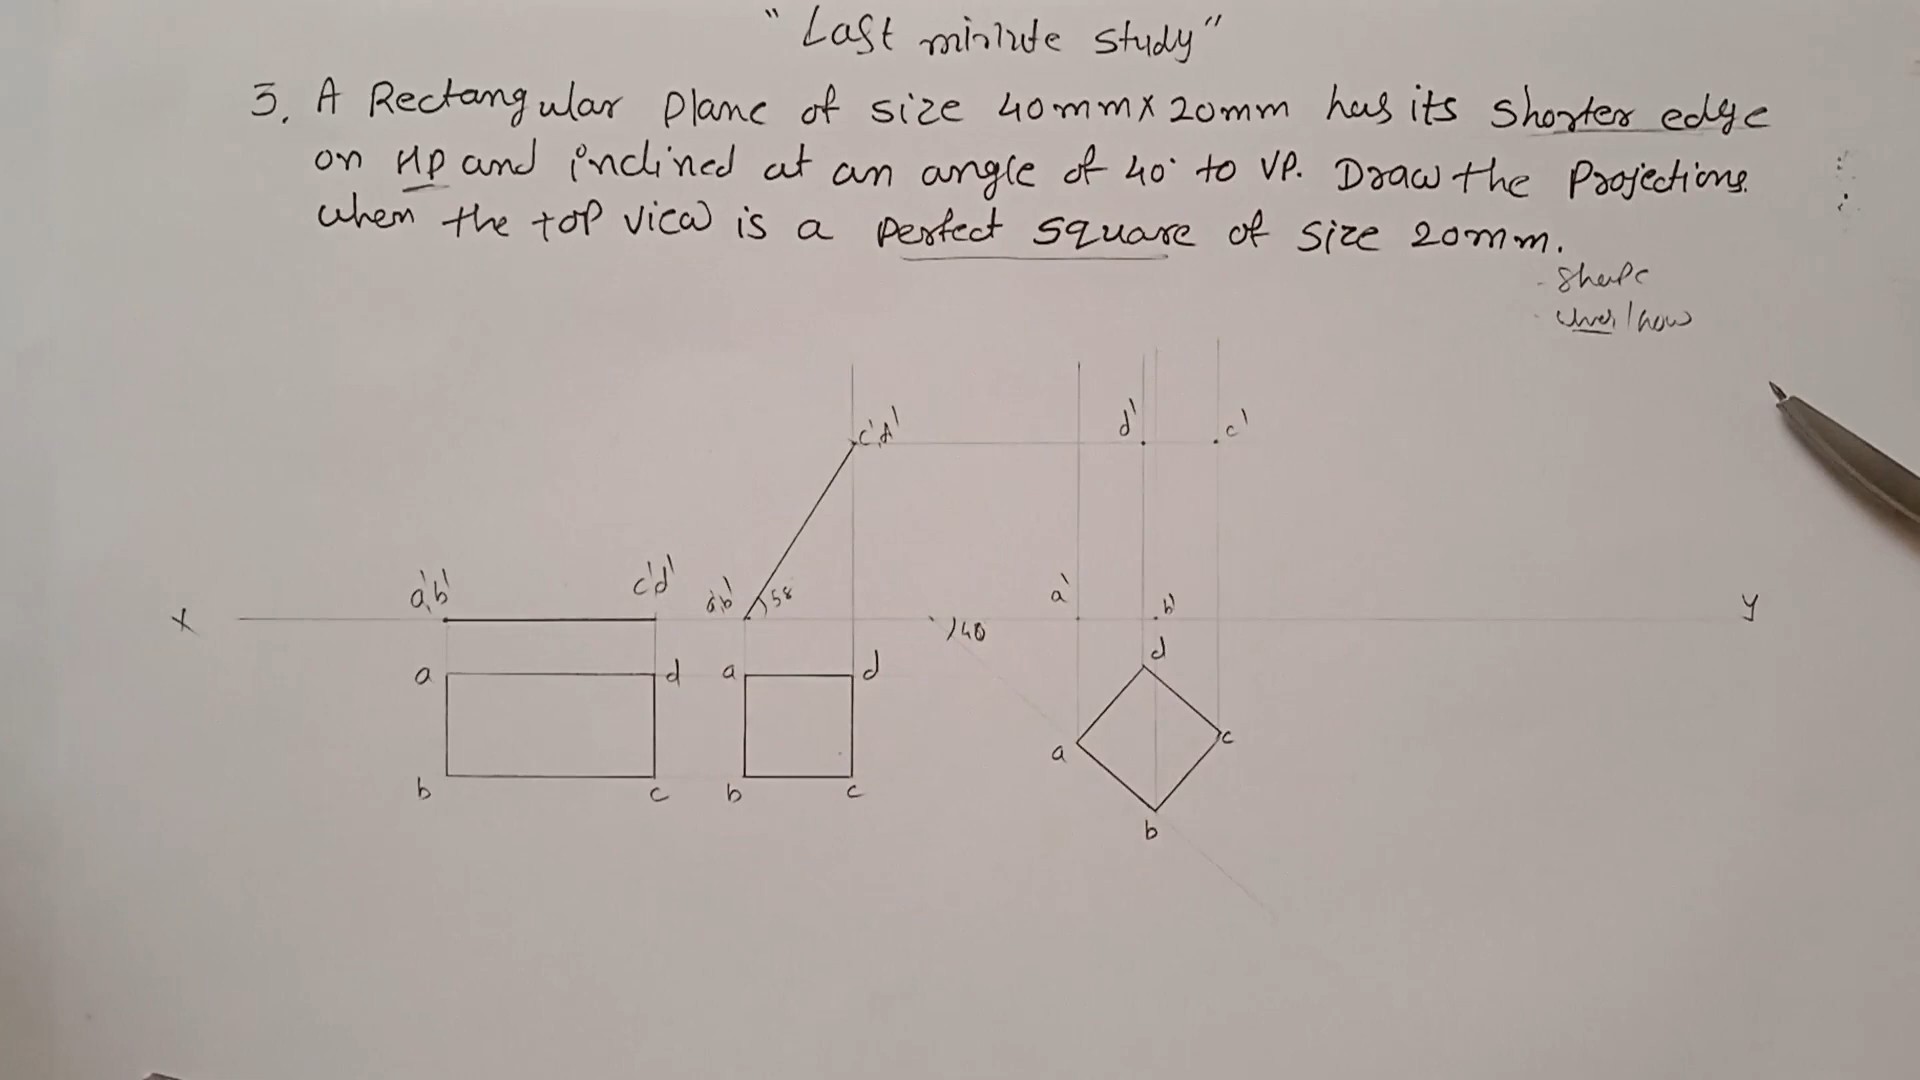 "Last minute study"
3. A Rectangular Plane of size 40mm x 20mm has its shorter edge
on HP and inclined at an angle of 40° to VP. Draw the Projections.
when the top view is a perfect square of size 20mm.
- shape
d' c'
c'd'
a'b' c'd' a'b' 58 a' b'
X Y
40
a d a d d
a c
b c b c
b